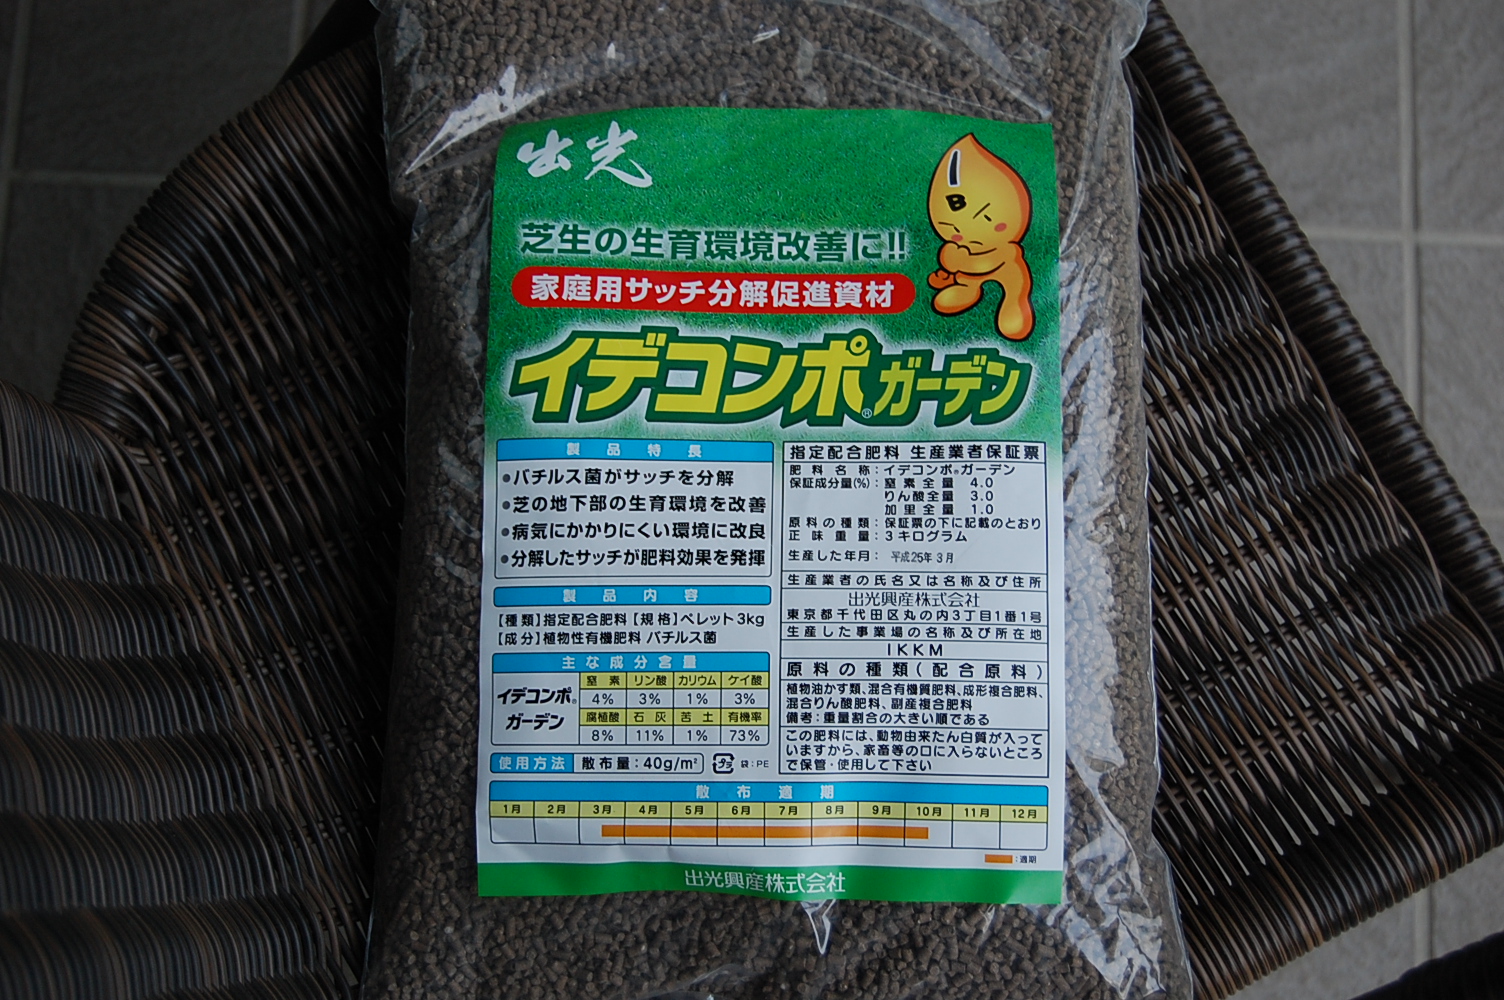 出光
芝生の生育環境改善に!!
家庭用サッチ分解促進資材
イデコンポ®ガーデン
製品特長
●バチルス菌がサッチを分解
●芝の地下部の生育環境を改善
●病気にかかりにくい環境に改良
●分解したサッチが肥料効果を発揮
製品内容
【種類】指定配合肥料【規格】ペレット3kg
【成分】植物性有機肥料 バチルス菌
主な成分含量
イデコンポ®
ガーデン
窒素 リン酸 カリウム ケイ酸
4% 3% 1% 3%
腐植酸 石灰 苦土 有機率
8% 11% 1% 73%
使用方法 散布量:40g/m² プラ 袋:PE
指定配合肥料 生産業者保証票
肥料名称:イデコンポ®ガーデン
保証成分量(%):窒素全量 4.0
りん酸全量 3.0
加里全量 1.0
原料の種類:保証票の下に記載のとおり
正味重量:3キログラム
生産した年月:平成25年3月
生産業者の氏名又は名称及び住所
出光興産株式会社
東京都千代田区丸の内3丁目1番1号
生産した事業場の名称及び所在地
IKKM
原料の種類(配合原料)
植物油かす類、混合有機質肥料、成形複合肥料、
混合りん酸肥料、副産複合肥料
備考:重量割合の大きい順である
この肥料には、動物由来たん白質が入って
いますから、家畜等の口に入らないところ
で保管・使用して下さい
散布適期
1月 2月 3月 4月 5月 6月 7月 8月 9月 10月 11月 12月
:適期
出光興産株式会社